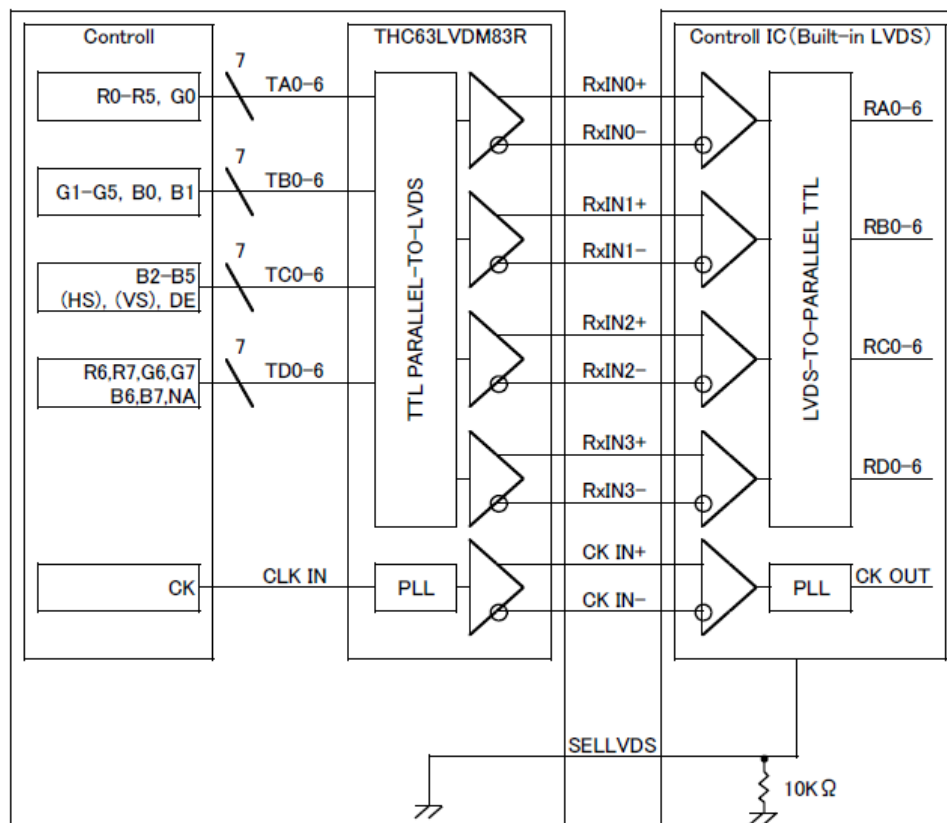 Controll
THC63LVDM83R
Controll IC(Built-in LVDS)
R0-R5, G0
7
TA0-6
RxIN0+
RxIN0-
RA0-6
G1-G5, B0, B1
7
TB0-6
RxIN1+
RxIN1-
RB0-6
B2-B5
(HS), (VS), DE
7
TC0-6
RxIN2+
RxIN2-
RC0-6
R6,R7,G6,G7
B6,B7,NA
7
TD0-6
RxIN3+
RxIN3-
RD0-6
TTL PARALLEL-TO-LVDS
LVDS-TO-PARALLEL TTL
CK
CLK IN
PLL
CK IN+
CK IN-
PLL
CK OUT
SELLVDS
10KΩ